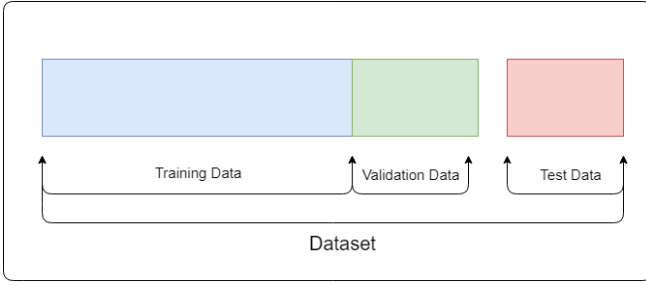 Training Data
Validation Data
Test Data
Dataset